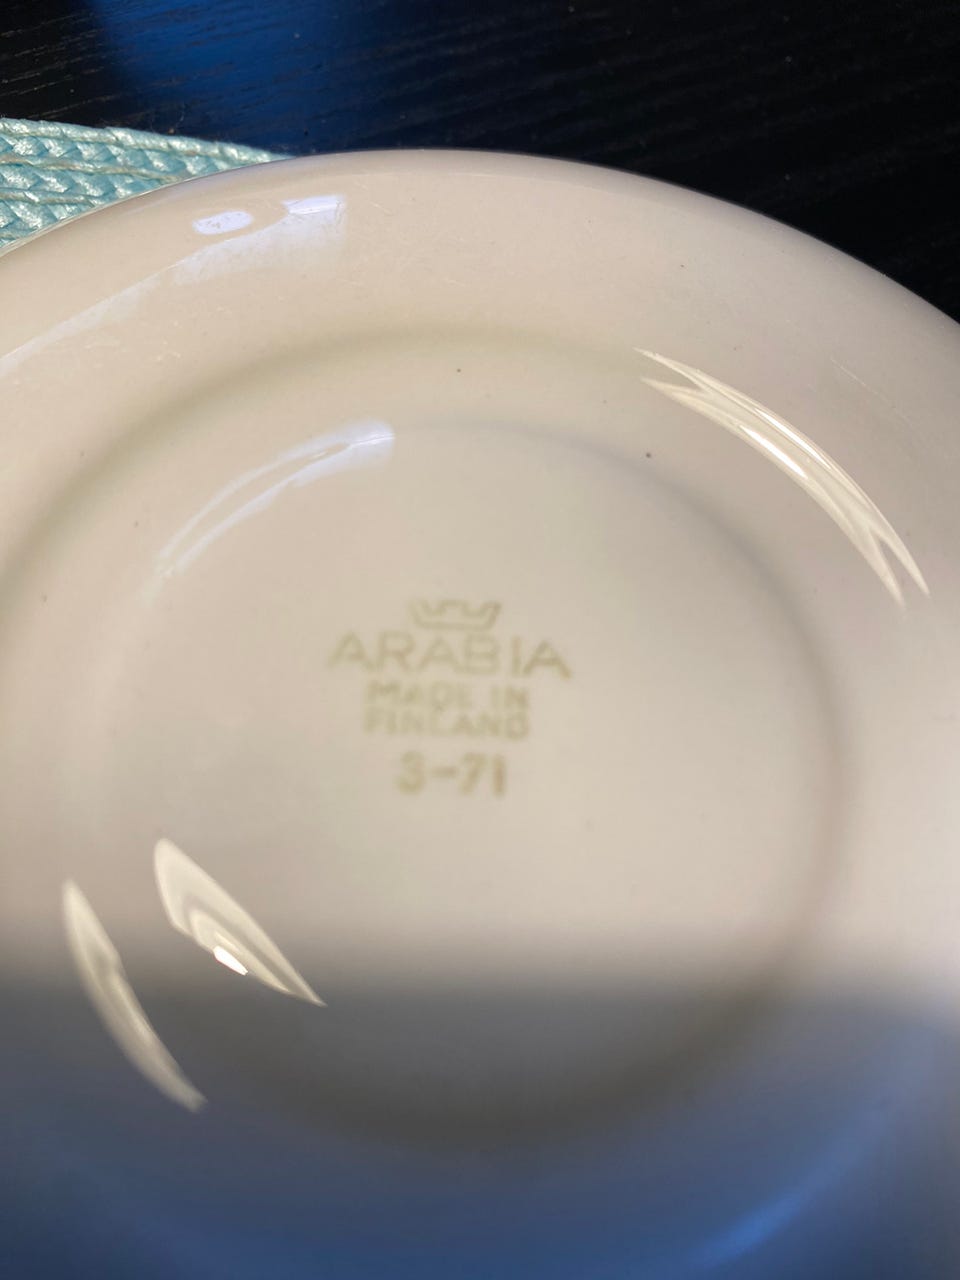 ARABIA
MADE IN
FINLAND
3-71